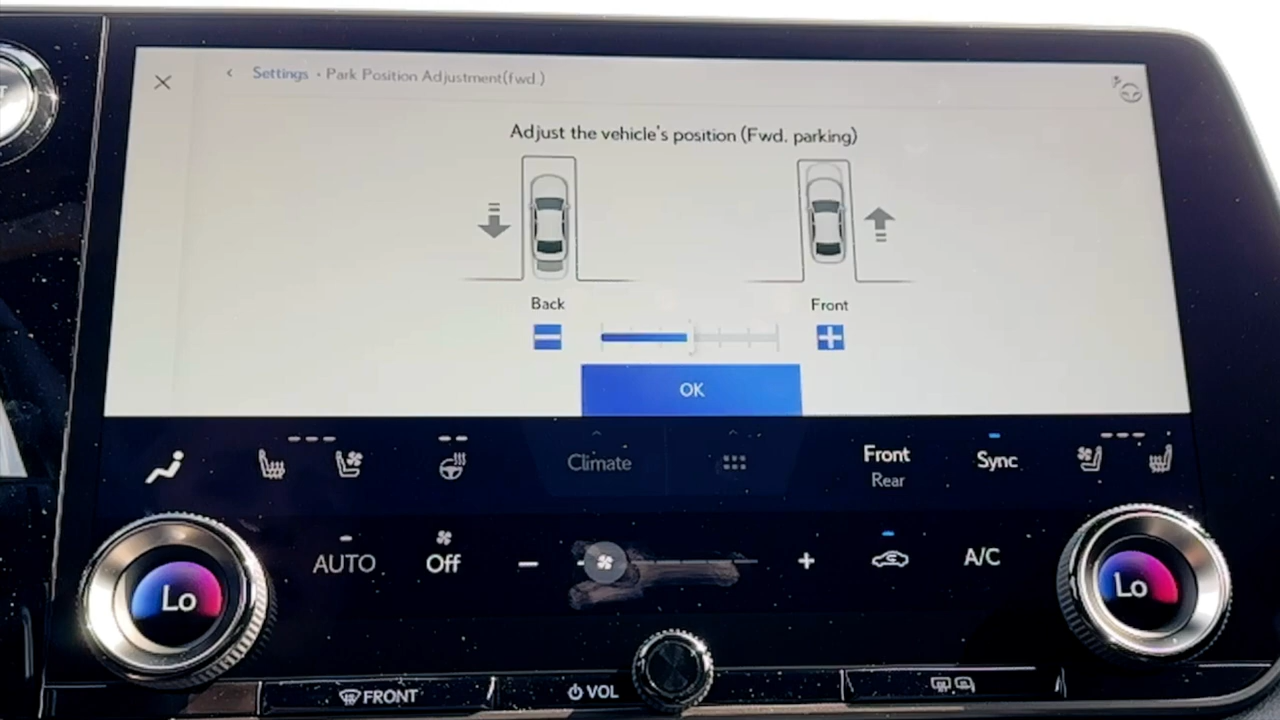 Settings • Park Position Adjustment(fwd.)
Adjust the vehicle's position (Fwd. parking)
Back
Front
OK
Climate
Front
Rear
Sync
AUTO
Off
A/C
Lo
Lo
FRONT
VOL